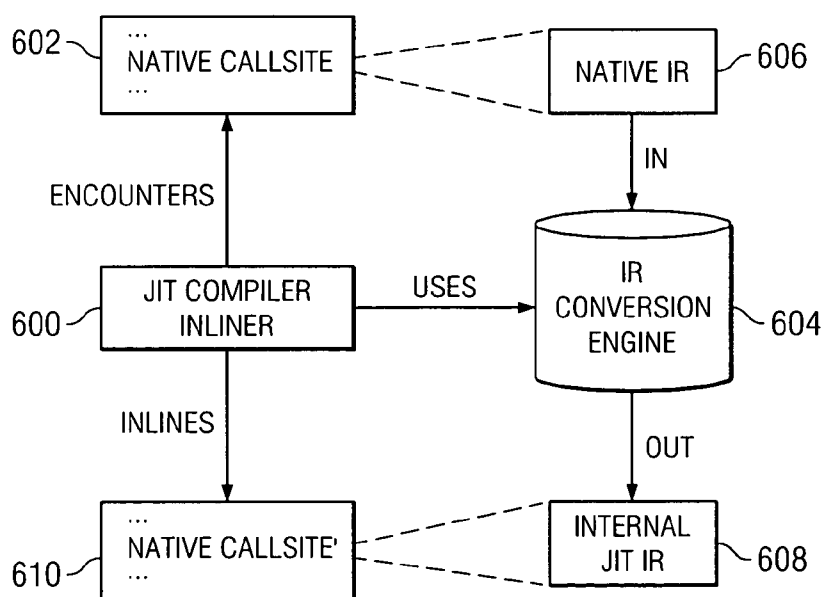 602
...
NATIVE CALLSITE
...
NATIVE IR
606
ENCOUNTERS
IN
600
JIT COMPILER
INLINER
USES
IR
CONVERSION
ENGINE
604
INLINES
OUT
610
...
NATIVE CALLSITE'
...
INTERNAL
JIT IR
608